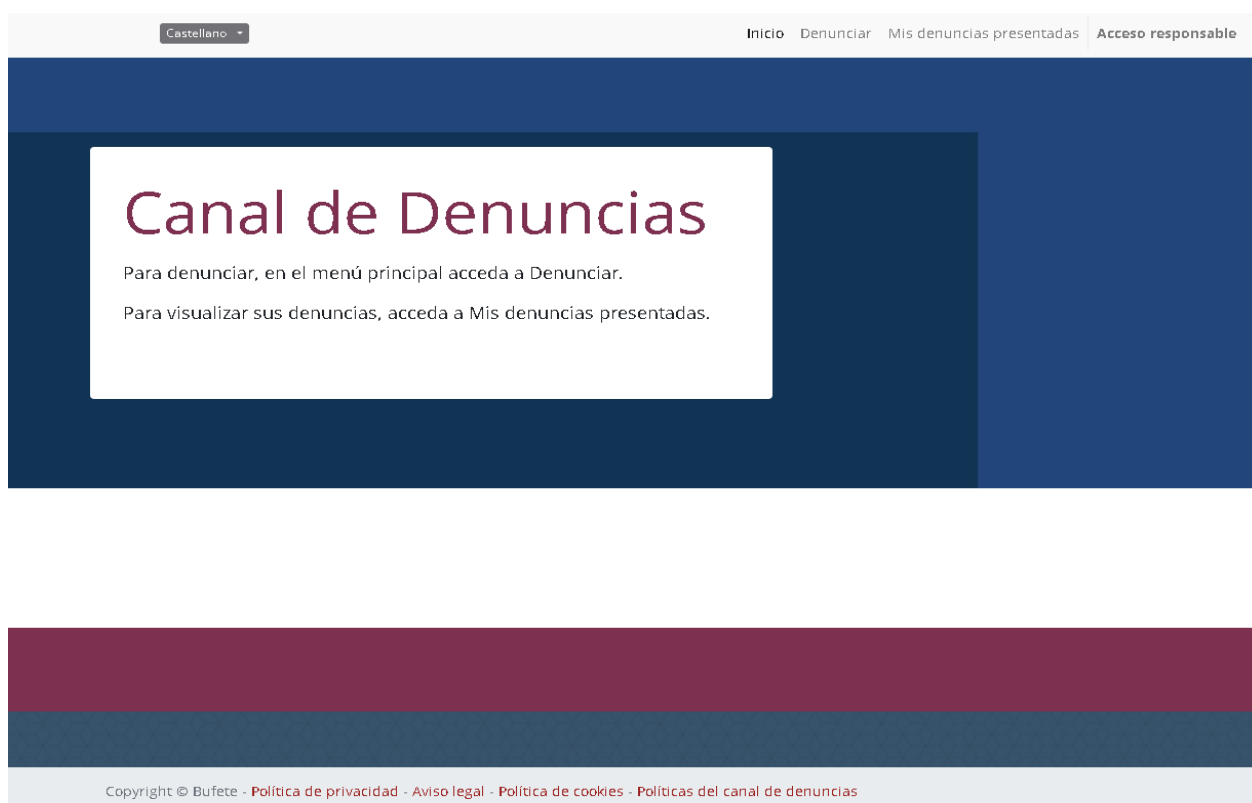 Castellano
Inicio Denunciar Mis denuncias presentadas Acceso responsable
Canal de Denuncias
Para denunciar, en el menú principal acceda a Denunciar.
Para visualizar sus denuncias, acceda a Mis denuncias presentadas.
Copyright © Bufete - Política de privacidad - Aviso legal - Política de cookies - Políticas del canal de denuncias